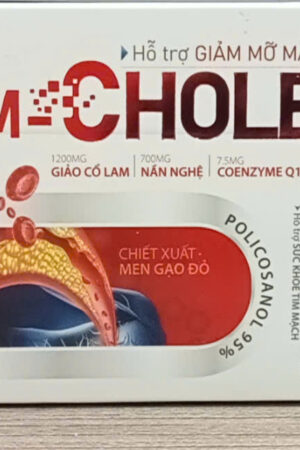 Hỗ trợ GIẢM MỠ MÁ
M-CHOLE
1200MG 700MG 7.5MG
GIẢO CỔ LAM NẦN NGHỆ COENZYME Q1
CHIẾT XUẤT -
MEN GẠO ĐỎ
POLICOSANOL 95%
Hỗ trợ SỨC KHỎE TIM MẠCH